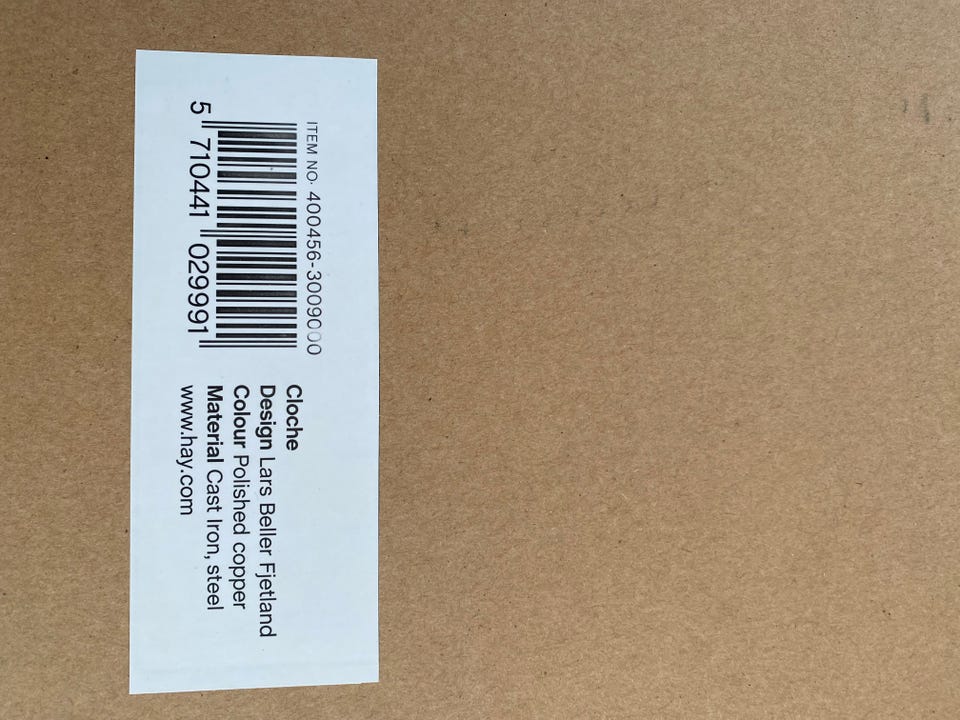 ITEM NO. 400456-3009000
5 710441 029991
Cloche
Design Lars Beller Fjetland
Colour Polished copper
Material Cast Iron, steel
www.hay.com